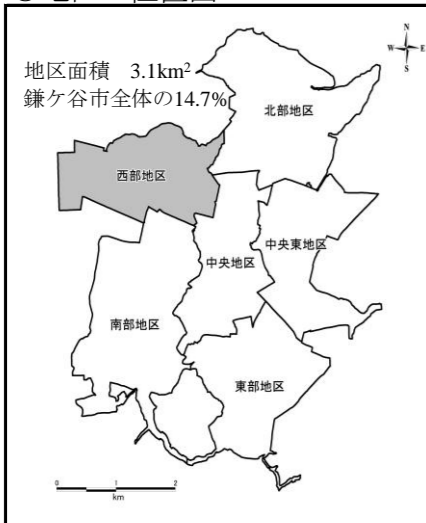 N
W E
S
地区面積 3.1km²
鎌ケ谷市全体の14.7%
北部地区
西部地区
中央地区
中央東地区
南部地区
東部地区
0 1 2
km